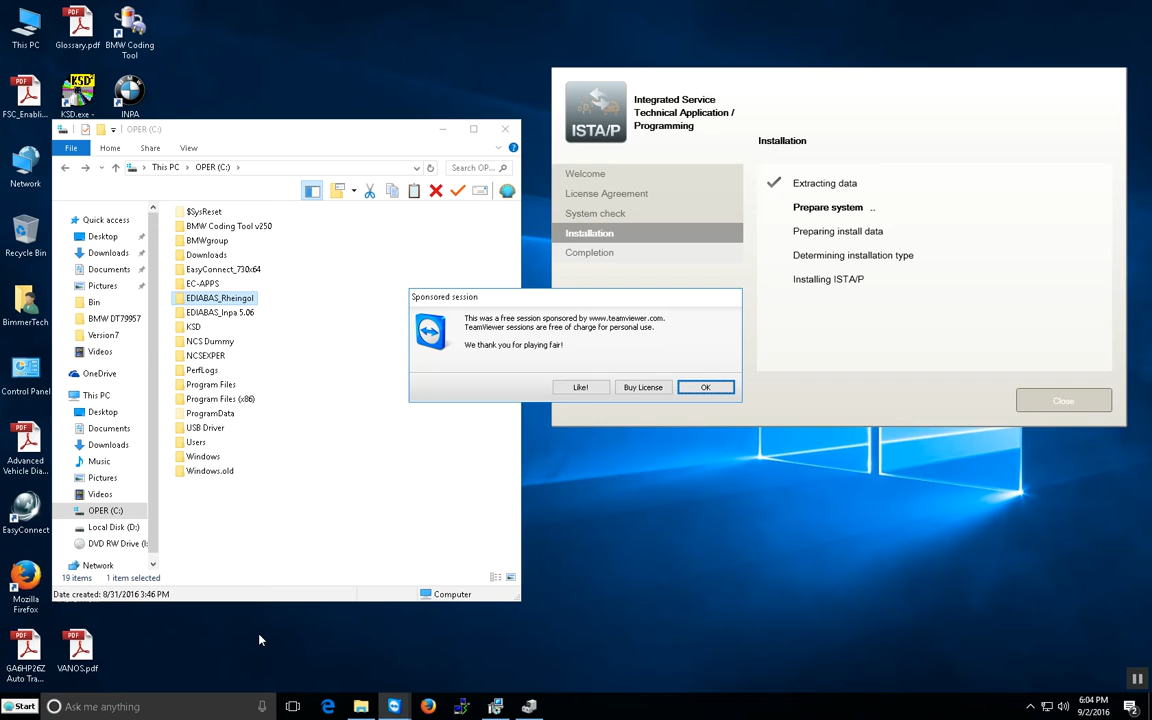 This PC
Glossary.pdf
BMW Coding
Tool
FSC_Enabli...
KSD
KSD.exe -
INPA
Network
Recycle Bin
BimmerTech
Control Panel
Advanced
Vehicle Dia...
EasyConnect
Mozilla
Firefox
GA6HP26Z
Auto Tra...
VANOS.pdf
OPER (C:)
File
Home
Share
View
This PC
OPER (C:)
Search OP...
Quick access
Desktop
Downloads
Documents
Pictures
Bin
BMW DT79957
Version7
Videos
OneDrive
This PC
Desktop
Documents
Downloads
Music
Pictures
Videos
OPER (C:)
Local Disk (D:)
DVD RW Drive (I:
Network
$SysReset
BMW Coding Tool v250
BMWgroup
Downloads
EasyConnect_730x64
EC-APPS
EDIABAS_Rheingol
EDIABAS_Inpa 5.06
KSD
NCS Dummy
NCSEXPER
PerfLogs
Program Files
Program Files (x86)
ProgramData
USB Driver
Users
Windows
Windows.old
19 items
1 item selected
Date created: 8/31/2016 3:46 PM
Computer
ISTA/P
Integrated Service
Technical Application /
Programming
Welcome
License Agreement
System check
Installation
Completion
Installation
Extracting data
Prepare system ..
Preparing install data
Determining installation type
Installing ISTA/P
Close
Sponsored session
This was a free session sponsored by www.teamviewer.com.
TeamViewer sessions are free of charge for personal use.
We thank you for playing fair!
Like!
Buy License
OK
Start
Ask me anything
6:04 PM
9/2/2016
2